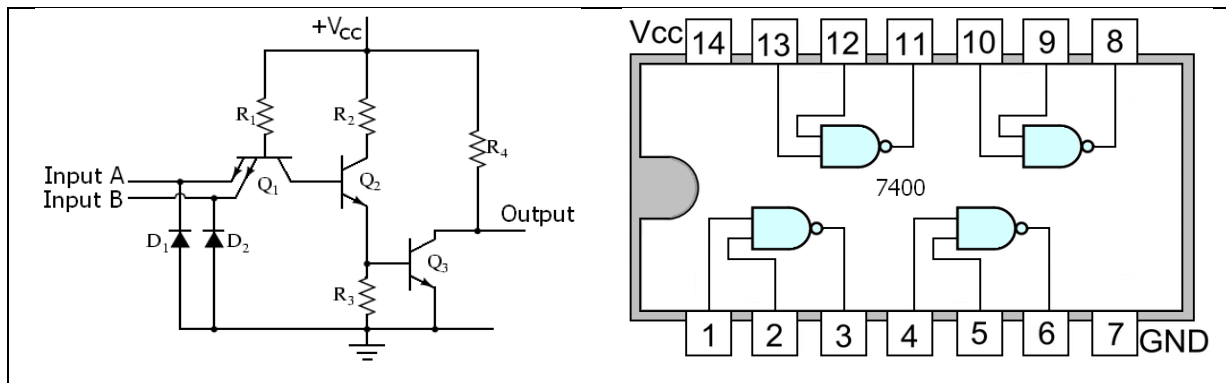 +VCC
R1
R2
R4
Input A
Input B
Q1
Q2
Output
D1
D2
Q3
R3
Vcc 14 13 12 11 10 9 8
7400
1 2 3 4 5 6 7 GND